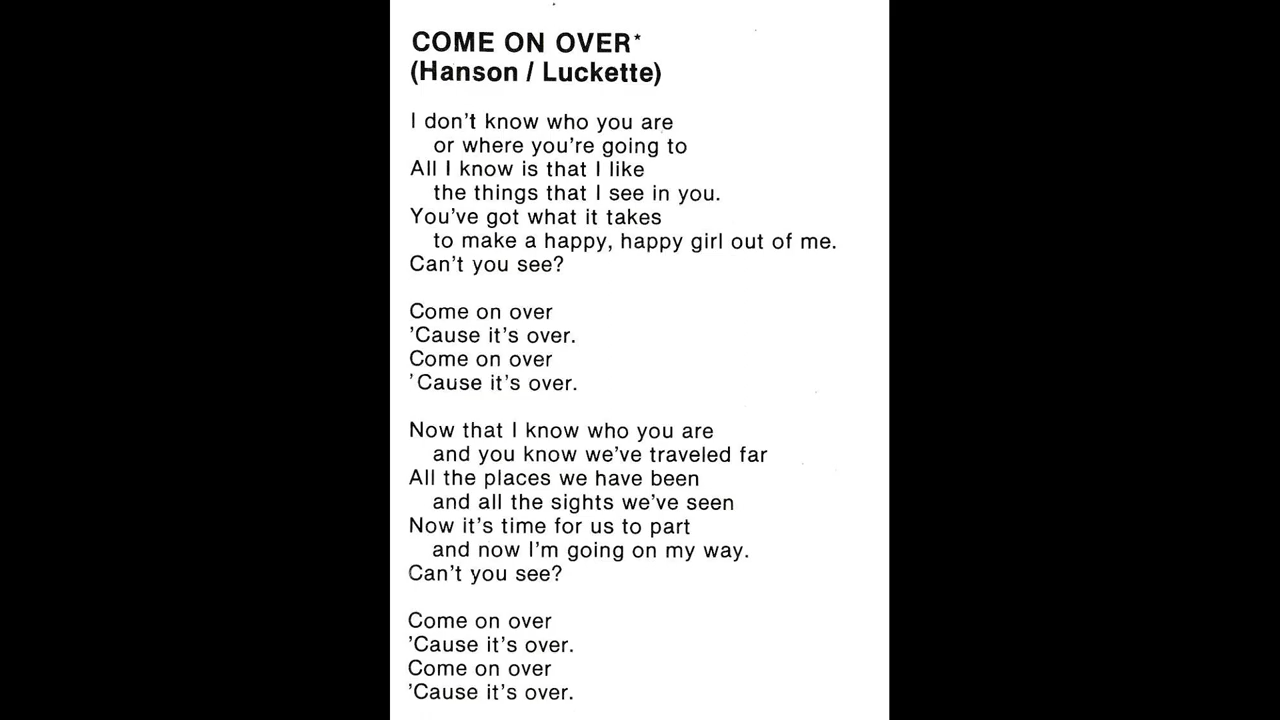 COME ON OVER*
(Hanson / Luckette)
I don't know who you are
or where you're going to
All I know is that I like
the things that I see in you.
You've got what it takes
to make a happy, happy girl out of me.
Can't you see?
Come on over
'Cause it's over.
Come on over
'Cause it's over.
Now that I know who you are
and you know we've traveled far
All the places we have been
and all the sights we've seen
Now it's time for us to part
and now I'm going on my way.
Can't you see?
Come on over
'Cause it's over.
Come on over
'Cause it's over.